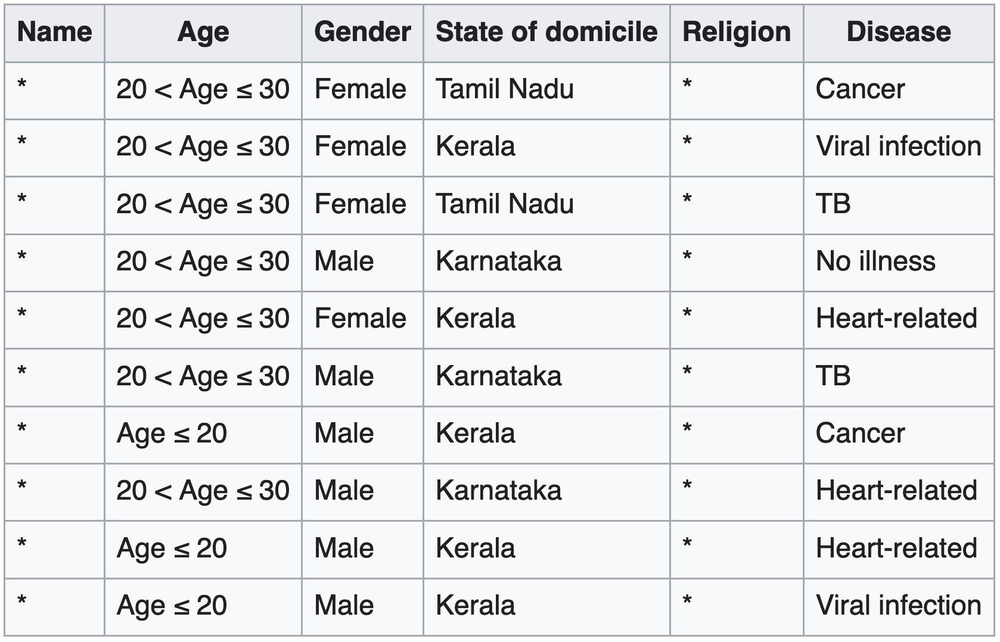 Name Age Gender State of domicile Religion Disease
* 20 < Age ≤ 30 Female Tamil Nadu * Cancer
* 20 < Age ≤ 30 Female Kerala * Viral infection
* 20 < Age ≤ 30 Female Tamil Nadu * TB
* 20 < Age ≤ 30 Male Karnataka * No illness
* 20 < Age ≤ 30 Female Kerala * Heart-related
* 20 < Age ≤ 30 Male Karnataka * TB
* Age ≤ 20 Male Kerala * Cancer
* 20 < Age ≤ 30 Male Karnataka * Heart-related
* Age ≤ 20 Male Kerala * Heart-related
* Age ≤ 20 Male Kerala * Viral infection